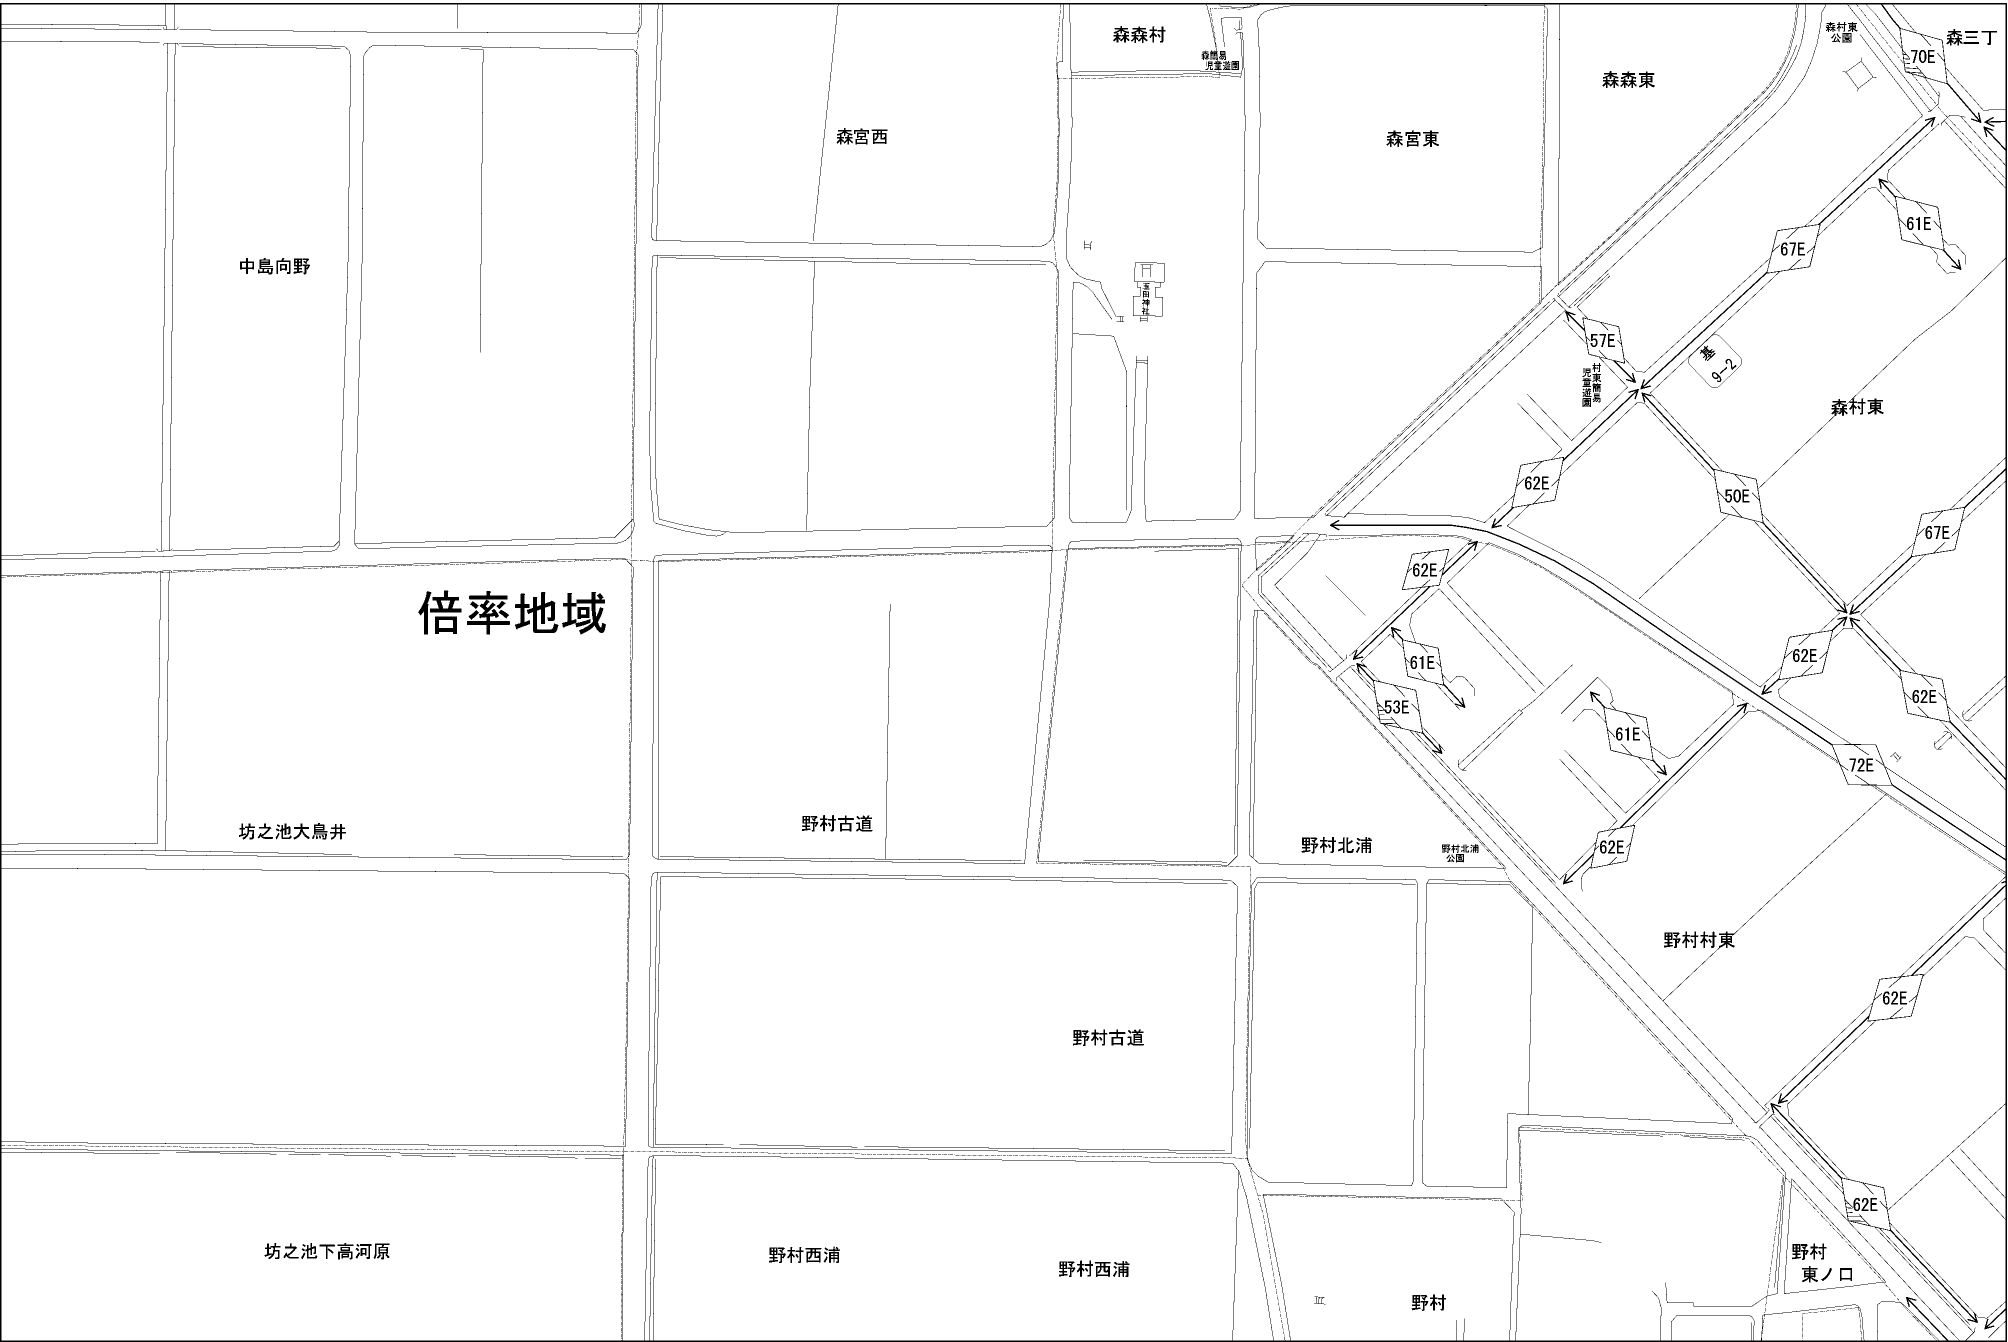 森森村
森村東
公園
70E
森三丁
森簡易
児童遊園
森森東
森宮西
森宮東
61E
67E
中島向野
玉田神社
57E
基
9-2
村東簡易
児童遊園
森村東
62E
50E
67E
62E
倍率地域
62E
61E
62E
53E
61E
72E
坊之池大鳥井
野村古道
野村北浦
野村北浦
公園
62E
野村村東
62E
野村古道
62E
坊之池下高河原
野村西浦
野村西浦
野村
東ノ口
野村